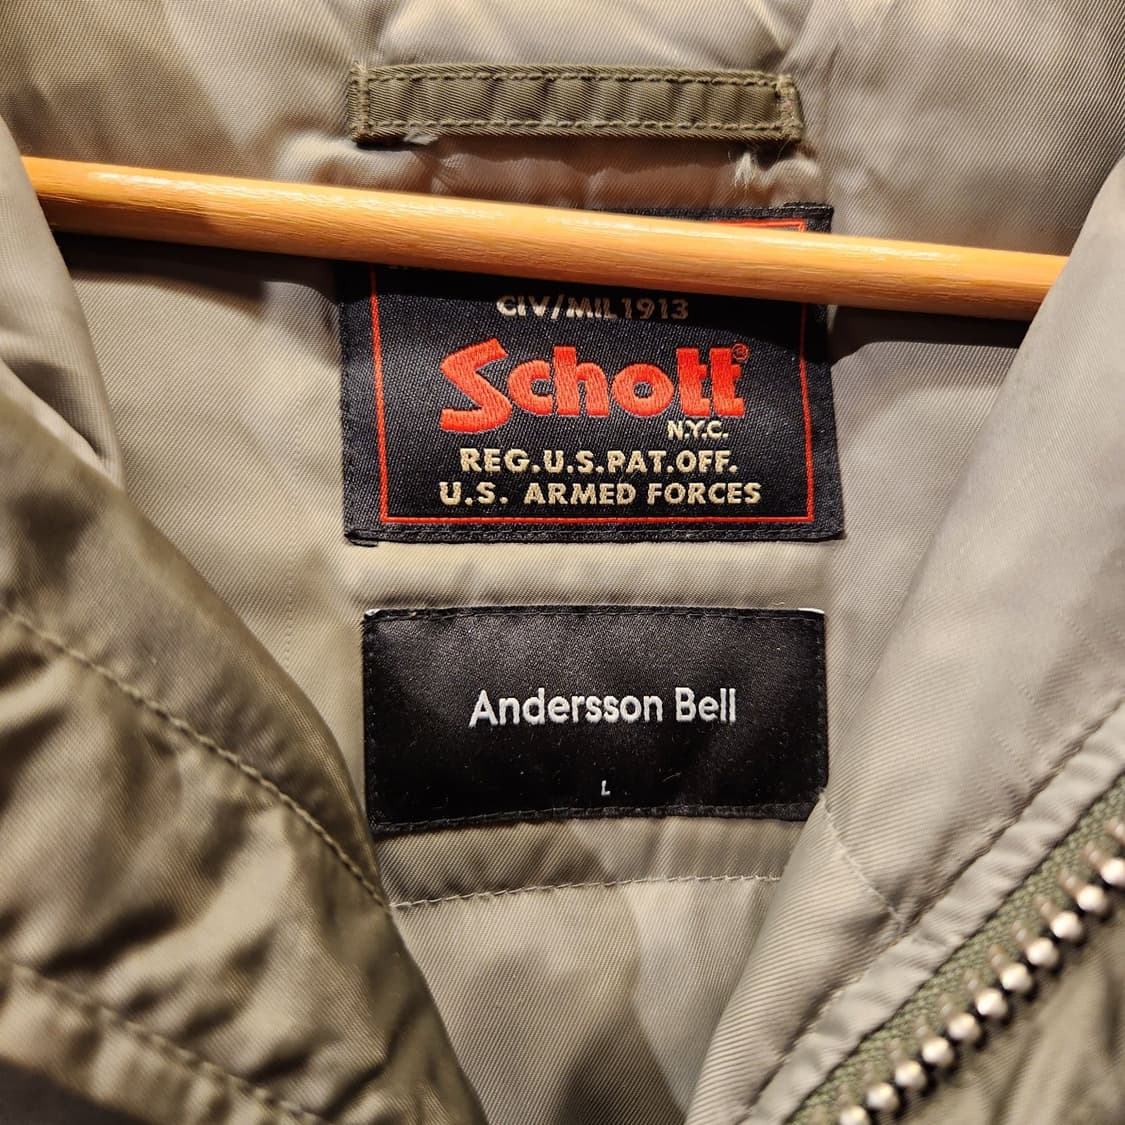 CIV/MIL 1913
Schott®
N.Y.C.
REG.U.S.PAT.OFF.
U.S. ARMED FORCES
Andersson Bell
L